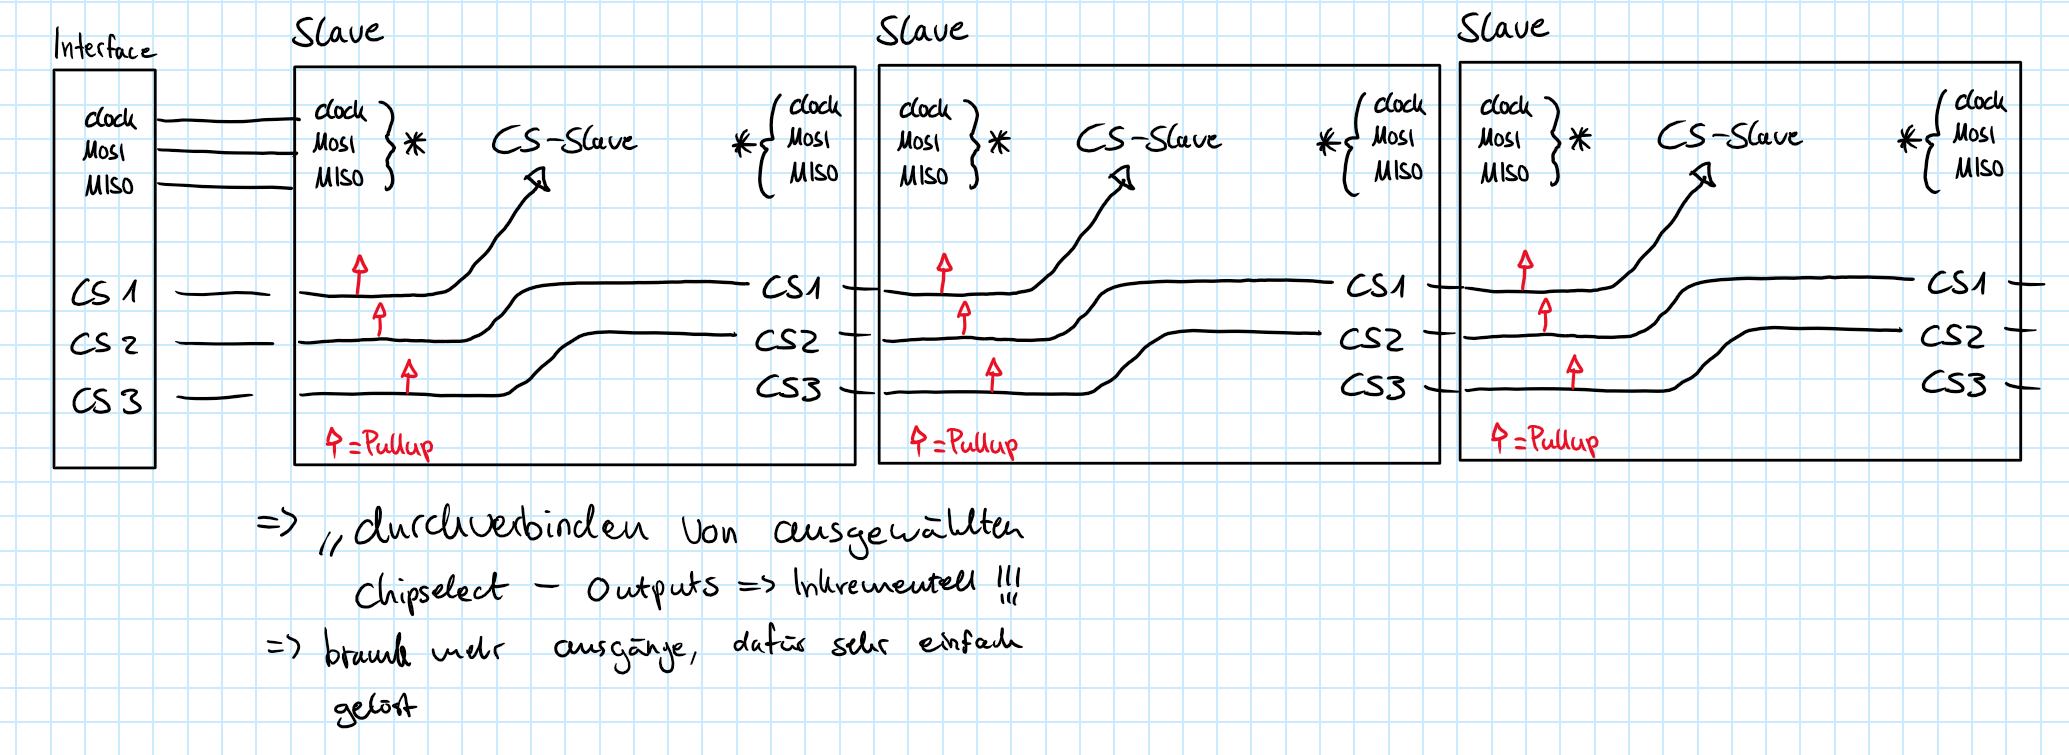 Interface
clock
MOSI
MISO
CS 1
CS 2
CS 3
Slave
clock
MOSI
MISO
*
CS-Slave
*
clock
MOSI
MISO
CS1
CS2
CS3
=Pullup
Slave
clock
MOSI
MISO
*
CS-Slave
*
clock
MOSI
MISO
CS1
CS2
CS3
=Pullup
Slave
clock
MOSI
MISO
*
CS-Slave
*
clock
MOSI
MISO
CS1
CS2
CS3
=Pullup
=> „durchverbinden von ausgewählten
Chipselect - Outputs => Inkrementell !!!
!!!
=> braucht mehr ausgänge, dafür sehr einfach
gelöst